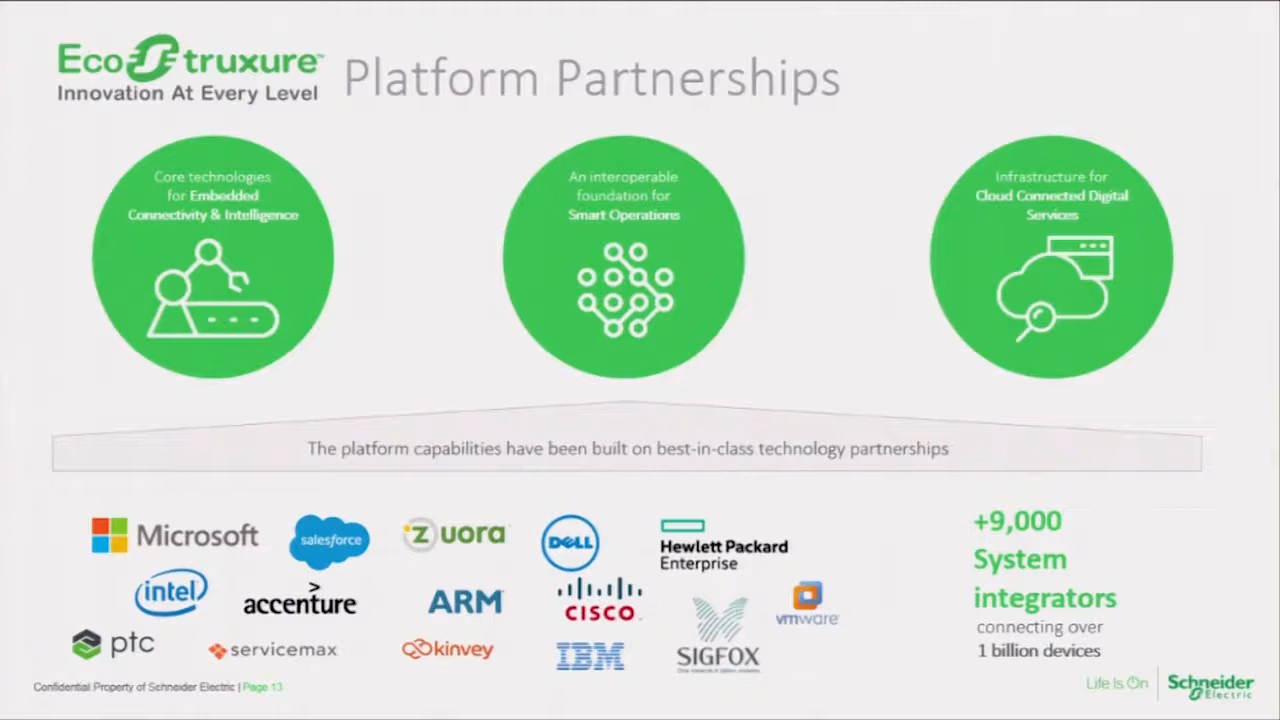 EcoStruxure™
Innovation At Every Level
Platform Partnerships
Core technologies
for Embedded
Connectivity & Intelligence
An interoperable
foundation for
Smart Operations
Infrastructure for
Cloud Connected Digital
Services
The platform capabilities have been built on best-in-class technology partnerships
Microsoft
salesforce
zuora
DELL
Hewlett Packard
Enterprise
intel
accenture
ARM
CISCO
vmware
ptc
servicemax
kinvey
IBM
SIGFOX
+9,000
System
integrators
connecting over
1 billion devices
Confidential Property of Schneider Electric | Page 13
Life Is On
Schneider
Electric